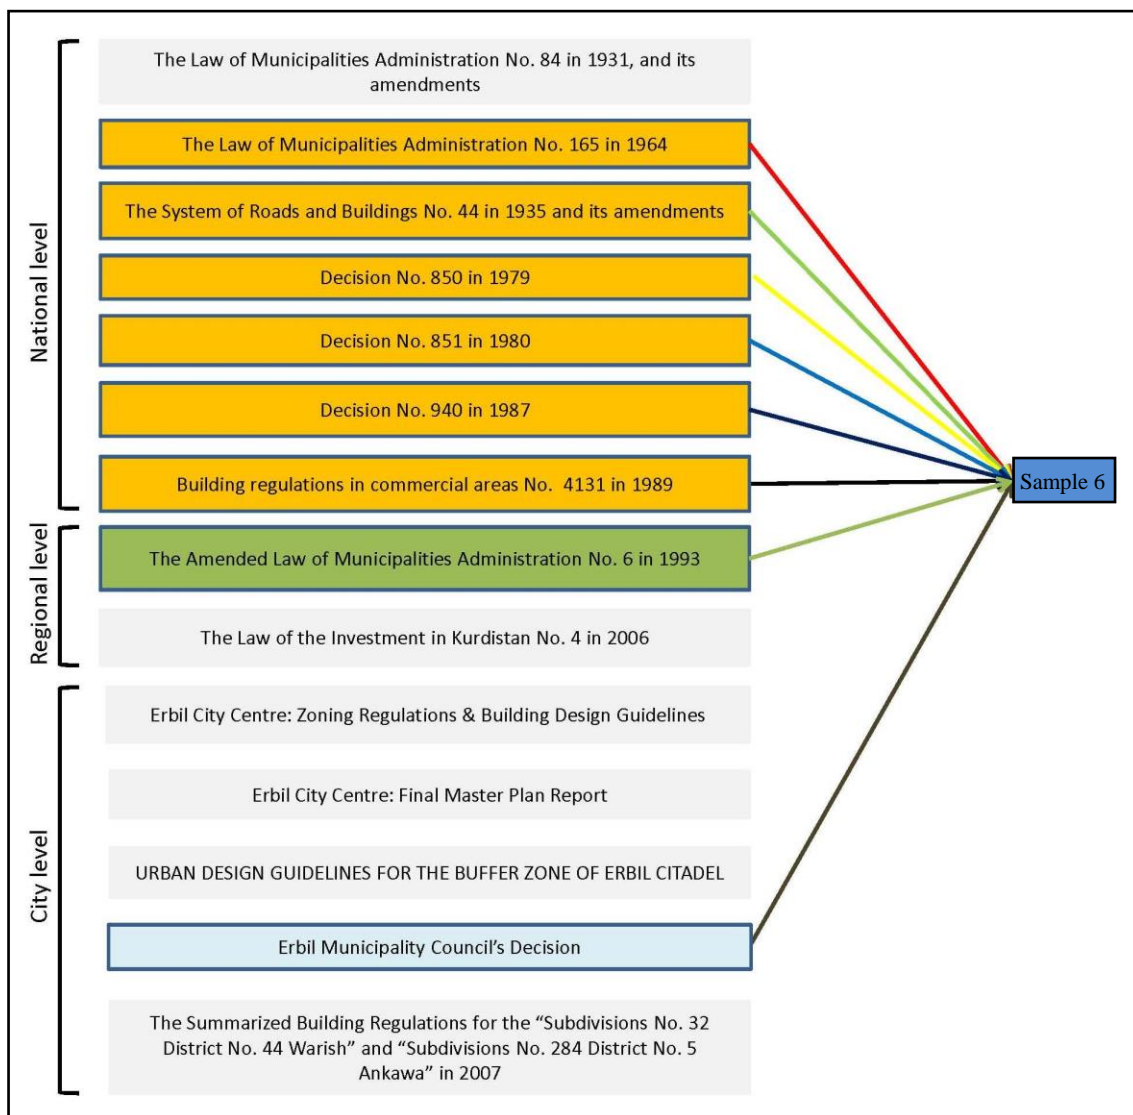 National level
The Law of Municipalities Administration No. 84 in 1931, and its
amendments
The Law of Municipalities Administration No. 165 in 1964
The System of Roads and Buildings No. 44 in 1935 and its amendments
Decision No. 850 in 1979
Decision No. 851 in 1980
Decision No. 940 in 1987
Building regulations in commercial areas No. 4131 in 1989
Sample 6
Regional level
The Amended Law of Municipalities Administration No. 6 in 1993
The Law of the Investment in Kurdistan No. 4 in 2006
City level
Erbil City Centre: Zoning Regulations & Building Design Guidelines
Erbil City Centre: Final Master Plan Report
URBAN DESIGN GUIDELINES FOR THE BUFFER ZONE OF ERBIL CITADEL
Erbil Municipality Council’s Decision
The Summarized Building Regulations for the “Subdivisions No. 32
District No. 44 Warish” and “Subdivisions No. 284 District No. 5
Ankawa” in 2007